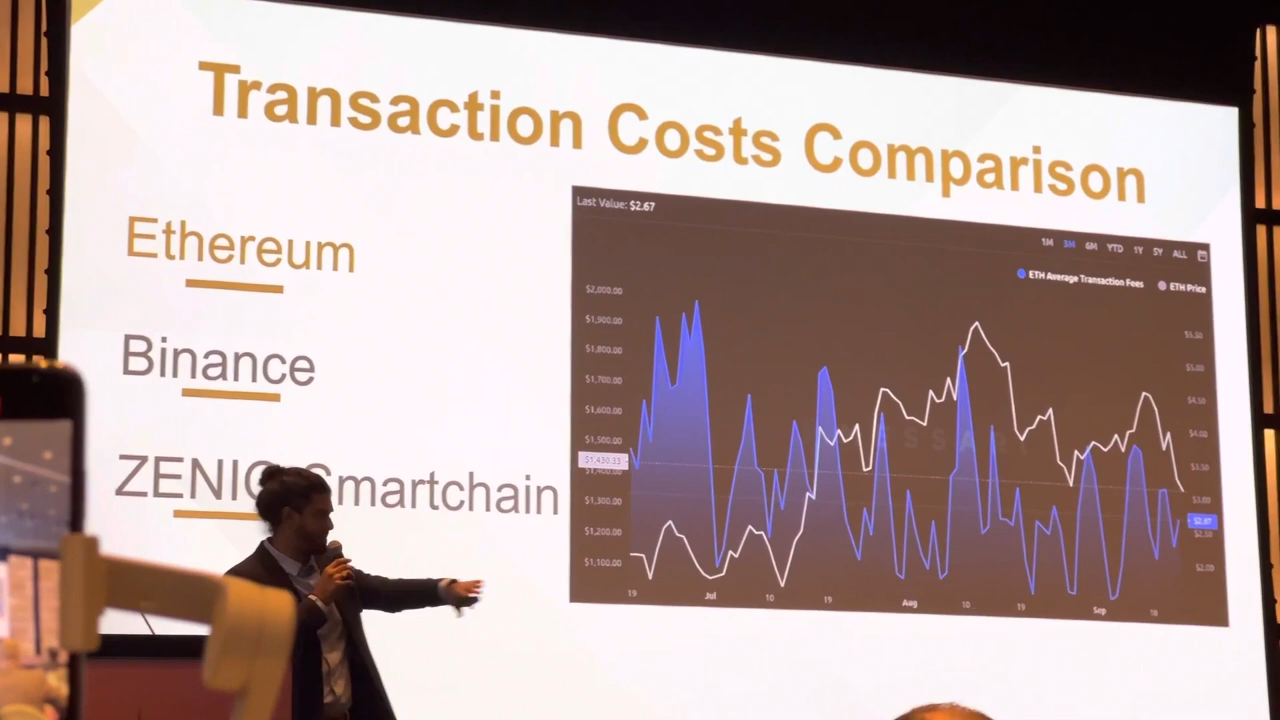 Transaction Costs Comparison
Ethereum
Binance
ZENIQ Smartchain
Last Value: $2.67
1M 3M 6M YTD 1Y 5Y ALL
ETH Average Transaction Fees ETH Price
$2,000.00
$1,900.00
$1,800.00
$1,700.00
$1,600.00
$1,500.00
$1,430.33
$1,400.00
$1,300.00
$1,200.00
$1,100.00
$5.50
$5.00
$4.50
$4.00
$3.50
$3.00
$2.67
$2.50
$2.00
19 Jul 10 19 Aug 10 19 Sep 10